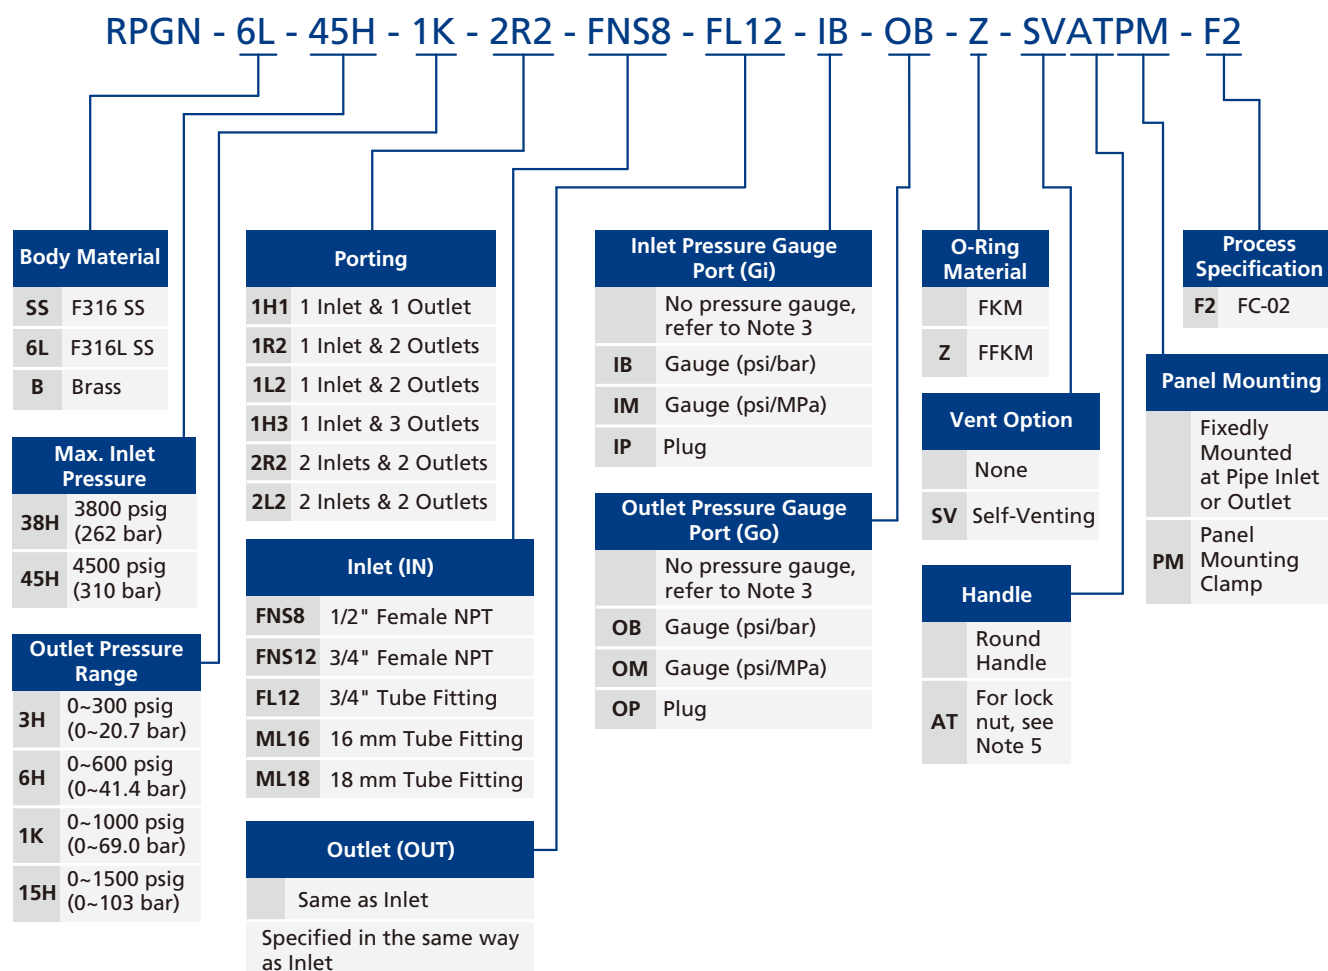 RPGN - 6L - 45H - 1K - 2R2 - FNS8 - FL12 - IB - OB - Z - SVATPM - F2
Body Material
SS F316 SS
6L F316L SS
B Brass
Max. Inlet
Pressure
38H 3800 psig
(262 bar)
45H 4500 psig
(310 bar)
Outlet Pressure
Range
3H 0~300 psig
(0~20.7 bar)
6H 0~600 psig
(0~41.4 bar)
1K 0~1000 psig
(0~69.0 bar)
15H 0~1500 psig
(0~103 bar)
Porting
1H1 1 Inlet & 1 Outlet
1R2 1 Inlet & 2 Outlets
1L2 1 Inlet & 2 Outlets
1H3 1 Inlet & 3 Outlets
2R2 2 Inlets & 2 Outlets
2L2 2 Inlets & 2 Outlets
Inlet (IN)
FNS8 1/2" Female NPT
FNS12 3/4" Female NPT
FL12 3/4" Tube Fitting
ML16 16 mm Tube Fitting
ML18 18 mm Tube Fitting
Outlet (OUT)
Same as Inlet
Specified in the same way
as Inlet
Inlet Pressure Gauge
Port (Gi)
No pressure gauge,
refer to Note 3
IB Gauge (psi/bar)
IM Gauge (psi/MPa)
IP Plug
Outlet Pressure Gauge
Port (Go)
No pressure gauge,
refer to Note 3
OB Gauge (psi/bar)
OM Gauge (psi/MPa)
OP Plug
O-Ring
Material
FKM
Z FFKM
Vent Option
None
SV Self-Venting
Handle
Round
Handle
AT For lock
nut, see
Note 5
Process
Specification
F2 FC-02
Panel Mounting
Fixedly
Mounted
at Pipe Inlet
or Outlet
PM Panel
Mounting
Clamp